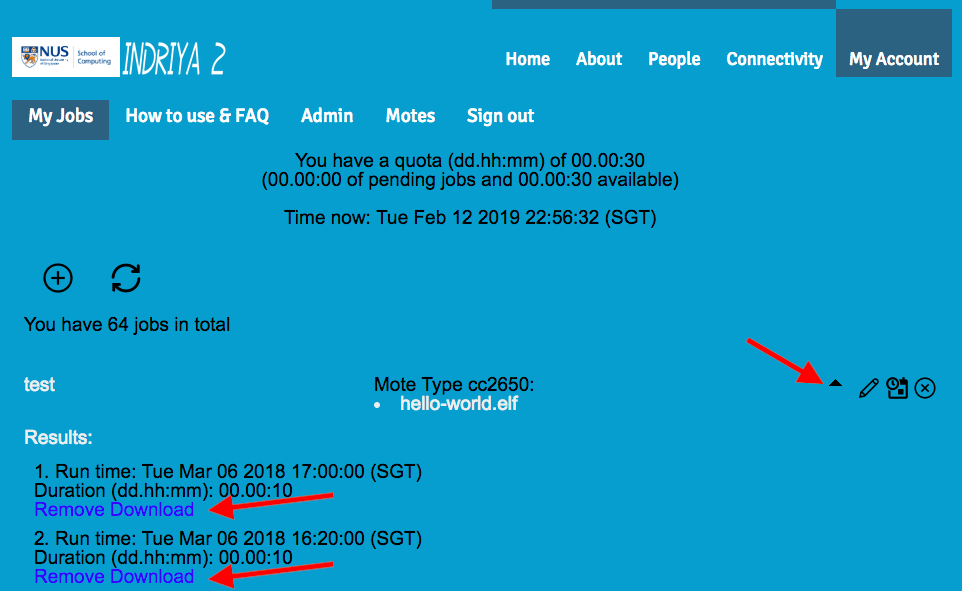 NUS
National University
of Singapore
School of
Computing
INDRIYA 2
Home About People Connectivity My Account
My Jobs How to use & FAQ Admin Motes Sign out
You have a quota (dd.hh:mm) of 00.00:30
(00.00:00 of pending jobs and 00.00:30 available)
Time now: Tue Feb 12 2019 22:56:32 (SGT)
You have 64 jobs in total
test Mote Type cc2650:
• hello-world.elf
Results:
1. Run time: Tue Mar 06 2018 17:00:00 (SGT)
Duration (dd.hh:mm): 00.00:10
Remove Download
2. Run time: Tue Mar 06 2018 16:20:00 (SGT)
Duration (dd.hh:mm): 00.00:10
Remove Download